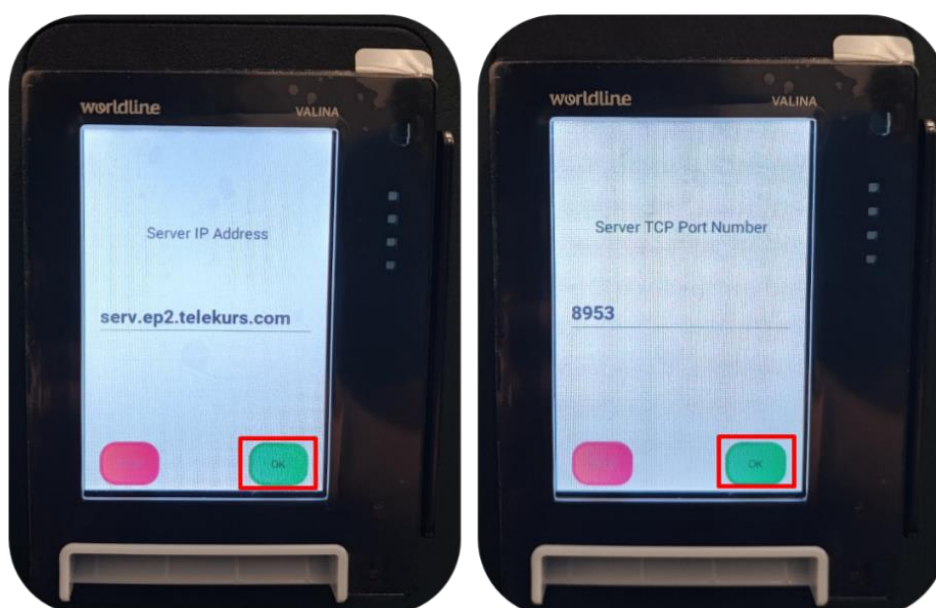 worldline
VALINA
Server IP Address
serv.ep2.telekurs.com
OK
worldline
VALINA
Server TCP Port Number
8953
OK